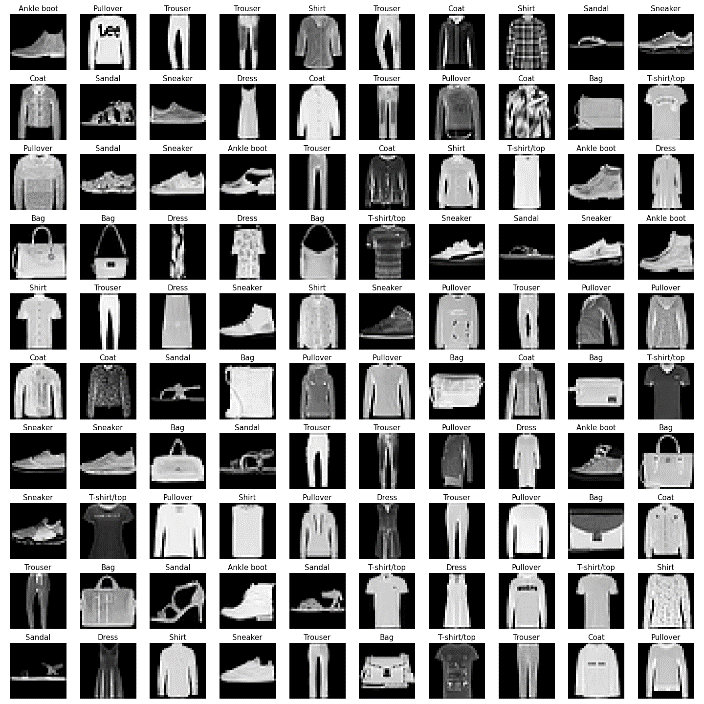 Ankle boot Pullover Trouser Trouser Shirt Trouser Coat Shirt Sandal Sneaker
Lee
Coat Sandal Sneaker Dress Coat Trouser Pullover Coat Bag T-shirt/top
Pullover Sandal Sneaker Ankle boot Trouser Coat Shirt T-shirt/top Ankle boot Dress
Bag Bag Dress Dress Bag T-shirt/top Sneaker Sandal Sneaker Ankle boot
Shirt Trouser Dress Sneaker Shirt Sneaker Pullover Trouser Pullover Pullover
Coat Coat Sandal Bag Pullover Pullover Bag Coat Bag T-shirt/top
Sneaker Sneaker Bag Sandal Trouser Trouser Pullover Dress Ankle boot Bag
Sneaker T-shirt/top Pullover Shirt Pullover Dress Trouser Pullover Bag Coat
Trouser Bag Sandal Ankle boot Sandal T-shirt/top Dress Pullover T-shirt/top Shirt
Sandal Dress Shirt Sneaker Trouser Bag T-shirt/top Trouser Coat Pullover